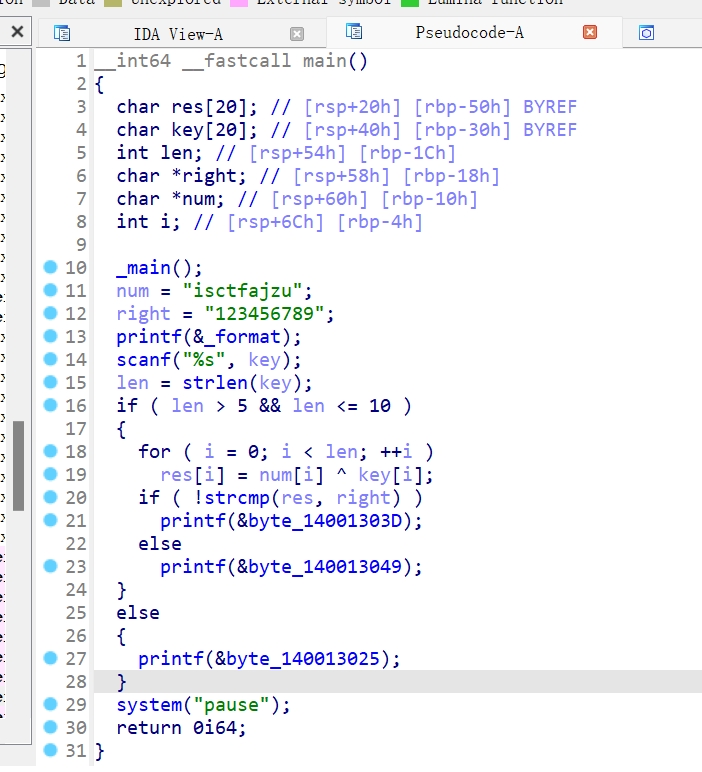 Data Unexplored External symbol Lumina function
IDA View-A Pseudocode-A
1 __int64 __fastcall main()
2 {
3 char res[20]; // [rsp+20h] [rbp-50h] BYREF
4 char key[20]; // [rsp+40h] [rbp-30h] BYREF
5 int len; // [rsp+54h] [rbp-1Ch]
6 char *right; // [rsp+58h] [rbp-18h]
7 char *num; // [rsp+60h] [rbp-10h]
8 int i; // [rsp+6Ch] [rbp-4h]
9
10 _main();
11 num = "isctfajzu";
12 right = "123456789";
13 printf(&_format);
14 scanf("%s", key);
15 len = strlen(key);
16 if ( len > 5 && len <= 10 )
17 {
18 for ( i = 0; i < len; ++i )
19 res[i] = num[i] ^ key[i];
20 if ( !strcmp(res, right) )
21 printf(&byte_14001303D);
22 else
23 printf(&byte_140013049);
24 }
25 else
26 {
27 printf(&byte_140013025);
28 }
29 system("pause");
30 return 0i64;
31 }